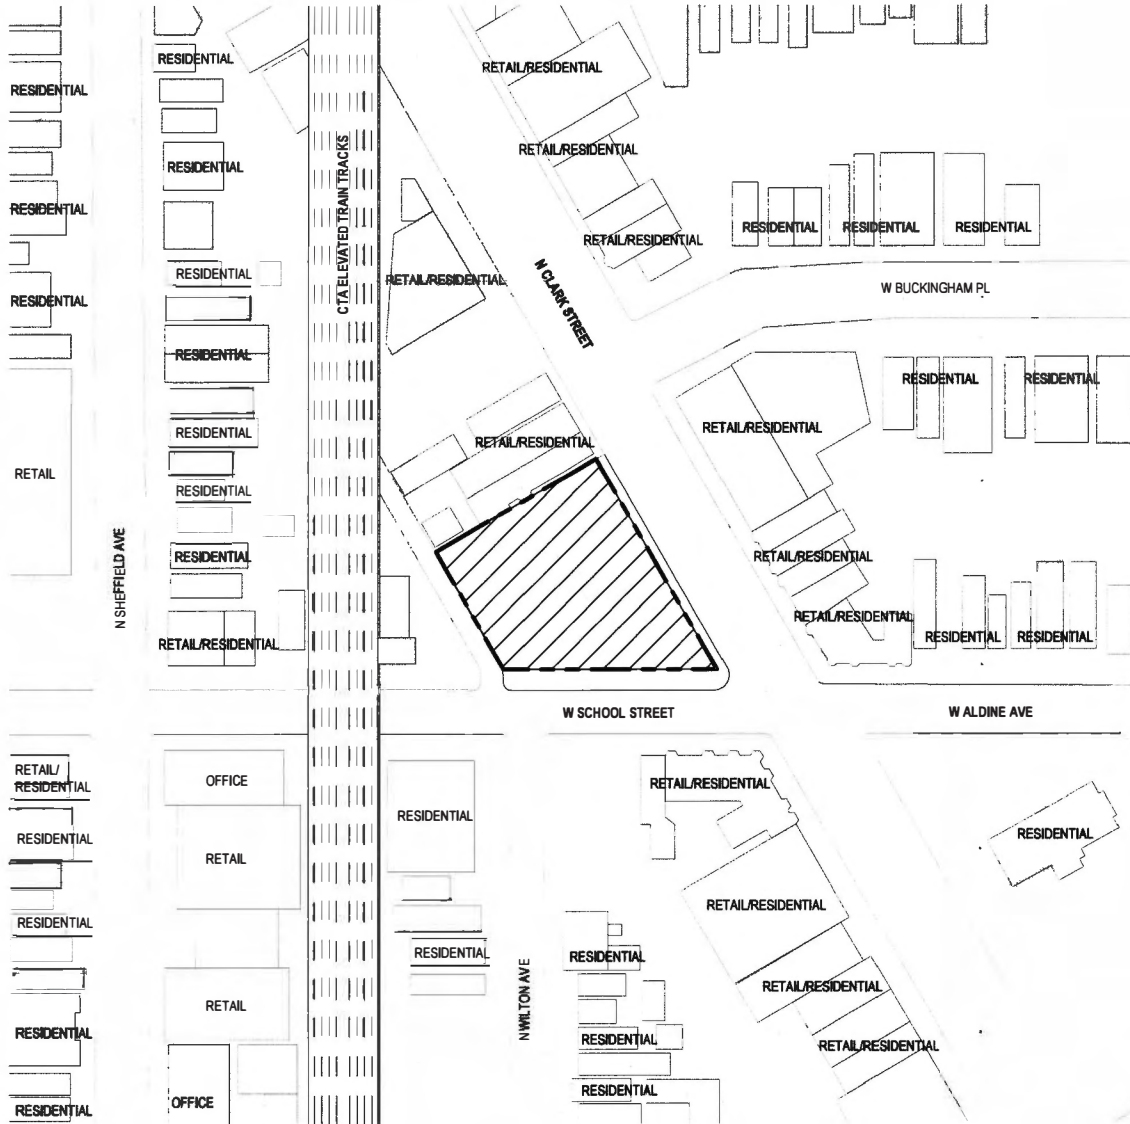 RESIDENTIAL
RETAIL/RESIDENTIAL
RESIDENTIAL
CTA ELEVATED TRAIN TRACKS
RETAIL/RESIDENTIAL
RESIDENTIAL
RESIDENTIAL
RESIDENTIAL
RETAIL/RESIDENTIAL
RESIDENTIAL
RESIDENTIAL
RESIDENTIAL
RESIDENTIAL
RETAIL/RESIDENTIAL
N CLARK STREET
W BUCKINGHAM PL
RESIDENTIAL
RESIDENTIAL
RESIDENTIAL
RESIDENTIAL
RESIDENTIAL
RETAIL/RESIDENTIAL
RETAIL/RESIDENTIAL
RETAIL
RESIDENTIAL
N SHEFFIELD AVE
RESIDENTIAL
RETAIL/RESIDENTIAL
RETAIL/RESIDENTIAL
RESIDENTIAL
RESIDENTIAL
RETAIL/RESIDENTIAL
W SCHOOL STREET
W ALDINE AVE
RETAIL/
RESIDENTIAL
OFFICE
RETAIL/RESIDENTIAL
RESIDENTIAL
RESIDENTIAL
RESIDENTIAL
RETAIL
RETAIL/RESIDENTIAL
RESIDENTIAL
RESIDENTIAL
RESIDENTIAL
N WILTON AVE
RETAIL/RESIDENTIAL
RETAIL
RESIDENTIAL
RESIDENTIAL
RETAIL/RESIDENTIAL
RESIDENTIAL
OFFICE
RESIDENTIAL